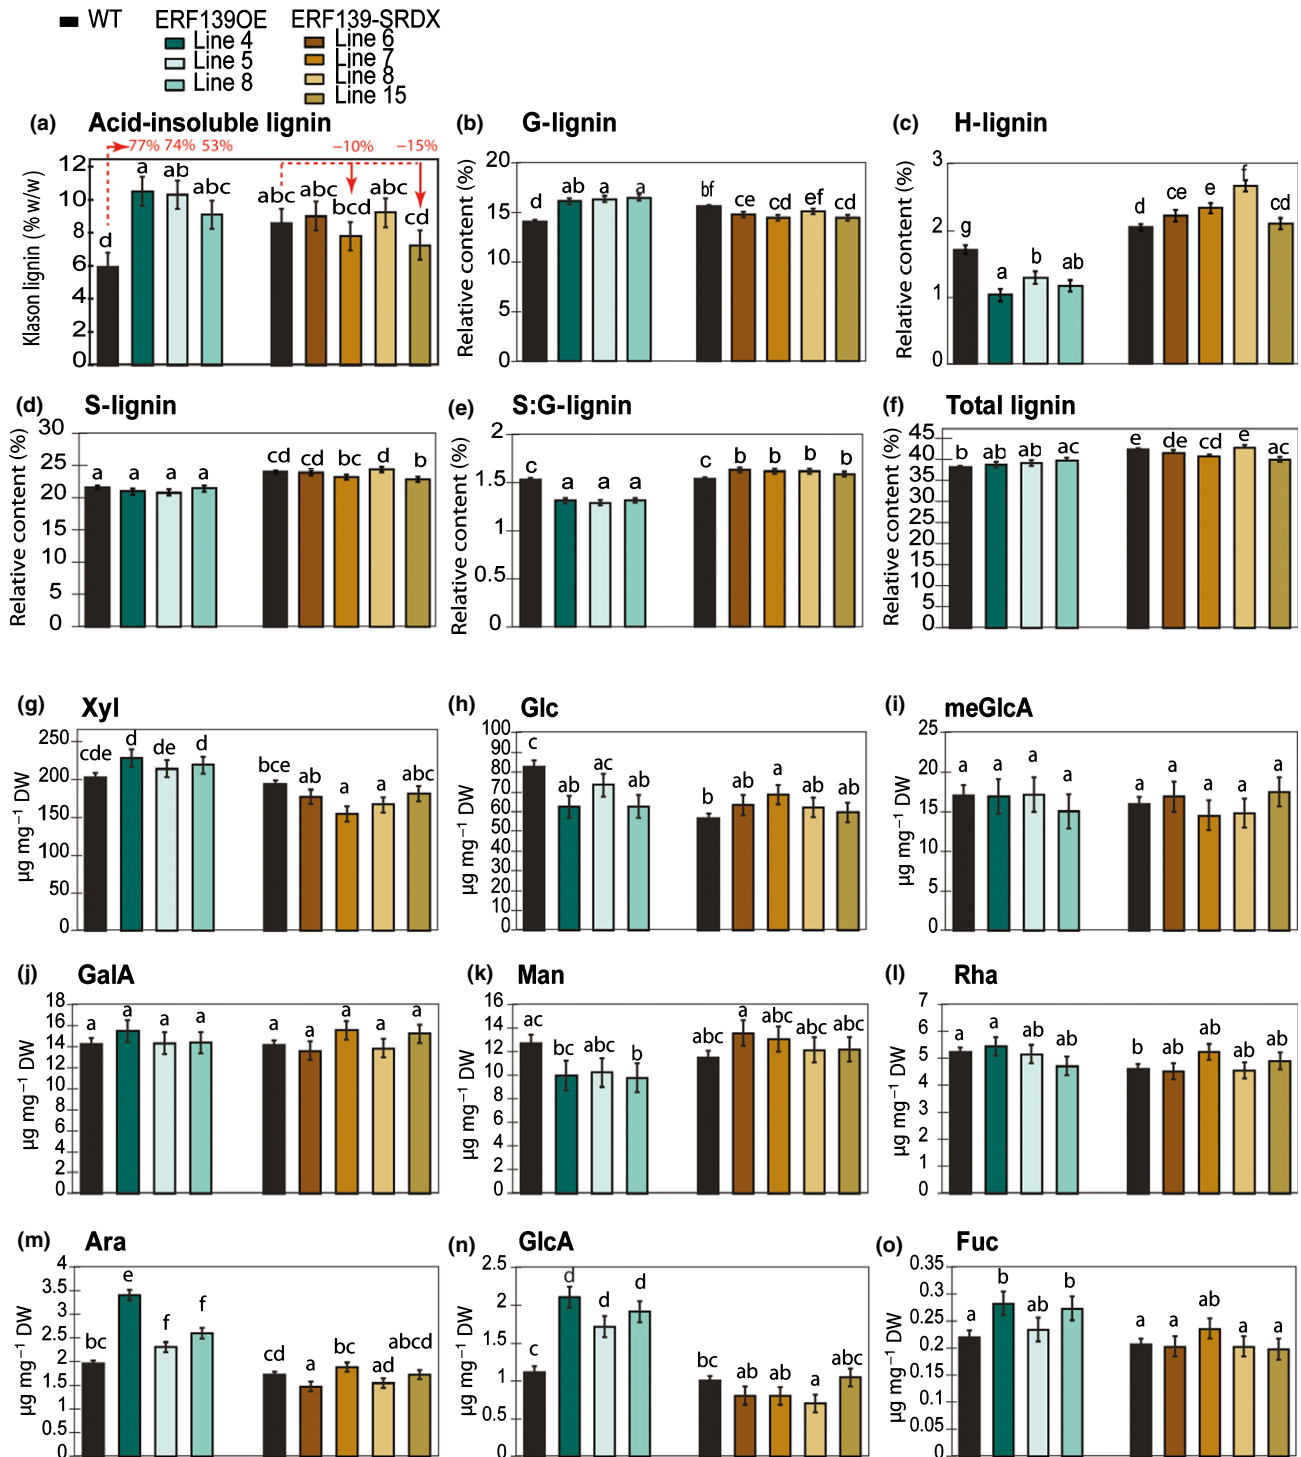 WT ERF139OE ERF139-SRDX
Line 4 Line 6
Line 5 Line 7
Line 8 Line 8
Line 15
(a) Acid-insoluble lignin
77% 74% 53% −10% −15%
Klason lignin (% w/w)
12
10
8
6
4
2
0
d a ab abc abc abc bcd abc cd
(b) G-lignin
Relative content (%)
20
15
10
5
0
d ab a a bf ce cd ef cd
(c) H-lignin
Relative content (%)
3
2
1
0
g a b ab d ce e f d
(d) S-lignin
Relative content (%)
30
25
20
15
10
5
0
a a a a cd cd bc d b
(e) S:G-lignin
Relative content (%)
2
1.5
1
0.5
0
c a a a c b b b b
(f) Total lignin
Relative content (%)
45
40
35
30
25
20
15
10
5
0
b ab ab ac e de cd e ac
(g) Xyl
µg mg−1 DW
250
200
150
100
50
0
cde d de d bce ab a a abc
(h) Glc
µg mg−1 DW
100
90
80
70
60
50
40
30
20
10
0
c ab ac ab b ab a ab ab
(i) meGlcA
µg mg−1 DW
25
20
15
10
5
0
a a a a a a a a a
(j) GalA
µg mg−1 DW
18
16
14
12
10
8
6
4
2
0
a a a a a a a a a
(k) Man
µg mg−1 DW
16
14
12
10
8
6
4
2
0
ac bc abc b abc a abc abc abc
(l) Rha
µg mg−1 DW
7
6
5
4
3
2
1
0
a a ab ab b ab ab ab ab
(m) Ara
µg mg−1 DW
4
3.5
3
2.5
2
1.5
1
0.5
0
bc e f f cd a bc ad abcd
(n) GlcA
µg mg−1 DW
2.5
2
1.5
1
0.5
0
c d d d bc ab ab a abc
(o) Fuc
µg mg−1 DW
0.35
0.3
0.25
0.2
0.15
0.1
0.05
0
a b ab b a a ab a a